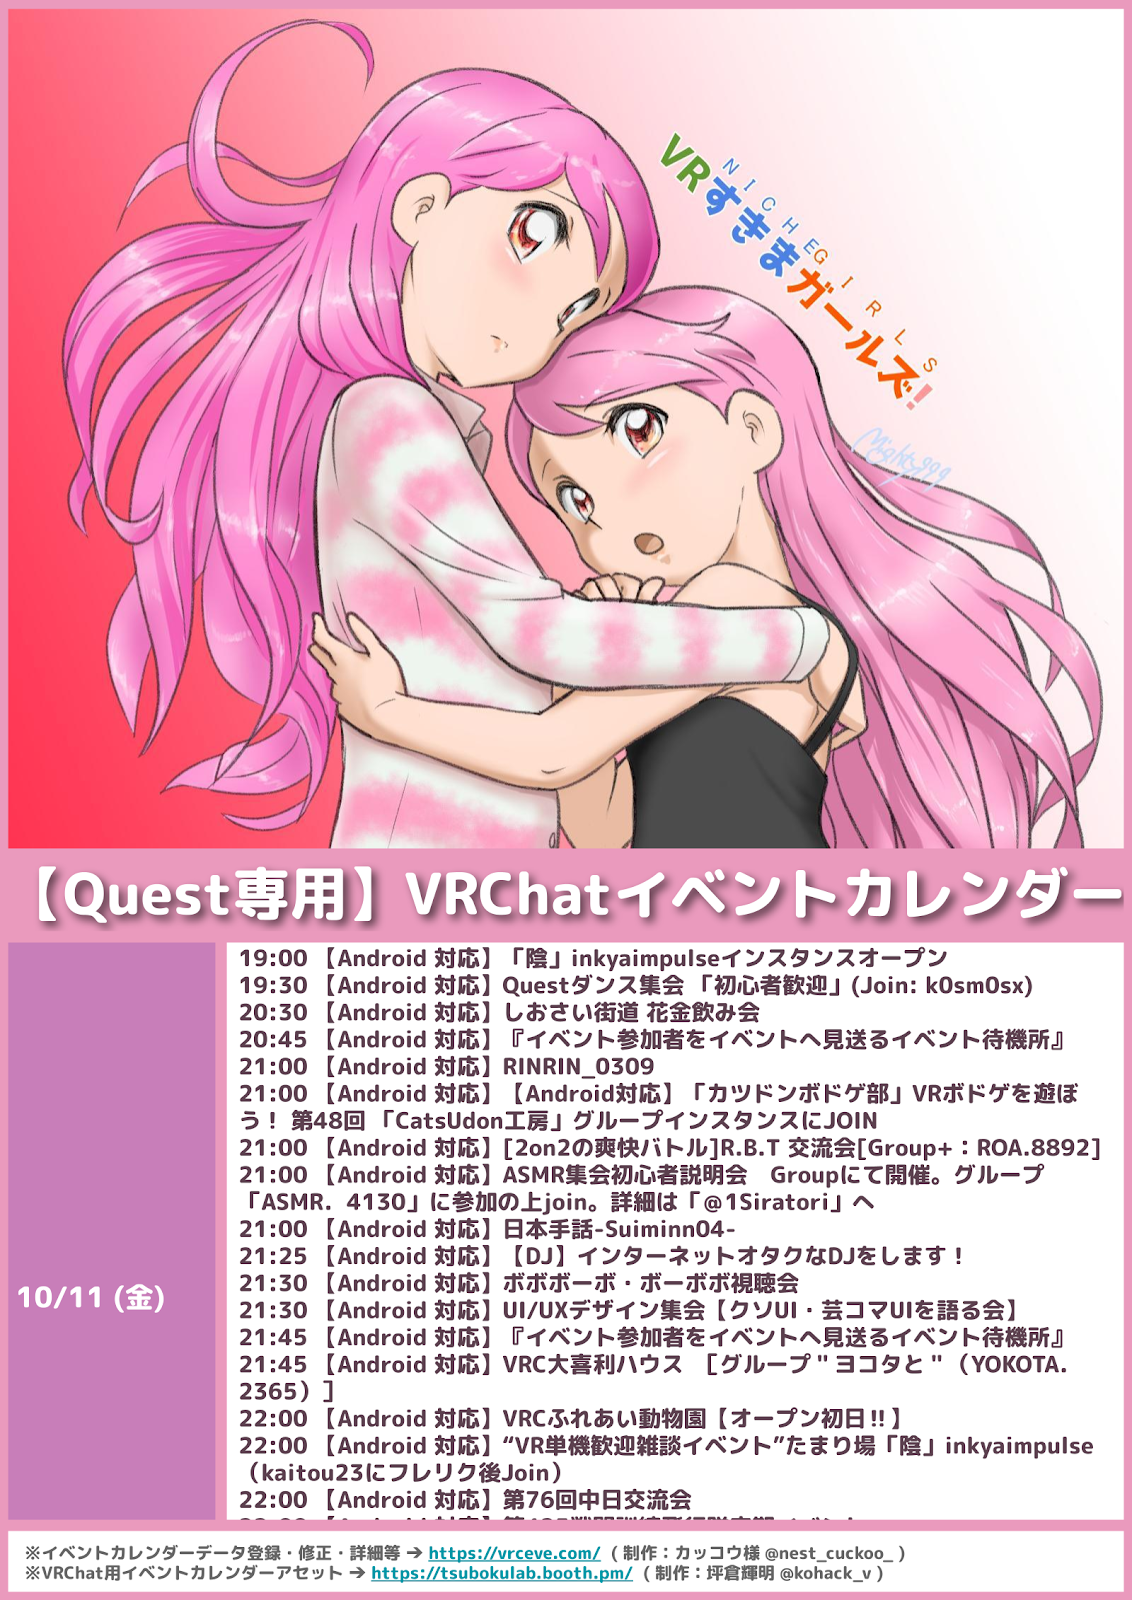 NICHE GIRLS
VRすきまガールズ!
Mighty999
【Quest専用】VRChatイベントカレンダー
10/11 (金)
19:00 【Android 対応】「陰」inkyaimpulseインスタンスオープン
19:30 【Android 対応】Questダンス集会 「初心者歓迎」(Join: k0sm0sx)
20:30 【Android 対応】しおさい街道 花金飲み会
20:45 【Android 対応】『イベント参加者をイベントへ見送るイベント待機所』
21:00 【Android 対応】RINRIN_0309
21:00 【Android 対応】【Android対応】「カツドンボドゲ部」VRボドゲを遊ぼ
う！ 第48回 「CatsUdon工房」グループインスタンスにJOIN
21:00 【Android 対応】[2on2の爽快バトル]R.B.T 交流会[Group+：ROA.8892]
21:00 【Android 対応】ASMR集会初心者説明会　Groupにて開催。グループ
「ASMR．4130」に参加の上join。詳細は「＠1Siratori」へ
21:00 【Android 対応】日本手話-Suiminn04-
21:25 【Android 対応】【DJ】インターネットオタクなDJをします！
21:30 【Android 対応】ボボボーボ・ボーボボ視聴会
21:30 【Android 対応】UI/UXデザイン集会【クソUI・芸コマUIを語る会】
21:45 【Android 対応】『イベント参加者をイベントへ見送るイベント待機所』
21:45 【Android 対応】VRC大喜利ハウス　［グループ＂ヨコタと＂（YOKOTA.
2365）］
22:00 【Android 対応】VRCふれあい動物園【オープン初日‼】
22:00 【Android 対応】“VR単機歓迎雑談イベント”たまり場「陰」inkyaimpulse
（kaitou23にフレリク後Join）
22:00 【Android 対応】第76回中日交流会
※イベントカレンダーデータ登録・修正・詳細等 → https://vrceve.com/ ( 制作：カッコウ様 @nest_cuckoo_ )
※VRChat用イベントカレンダーアセット → https://tsubokulab.booth.pm/ ( 制作：坪倉輝明 @kohack_v )